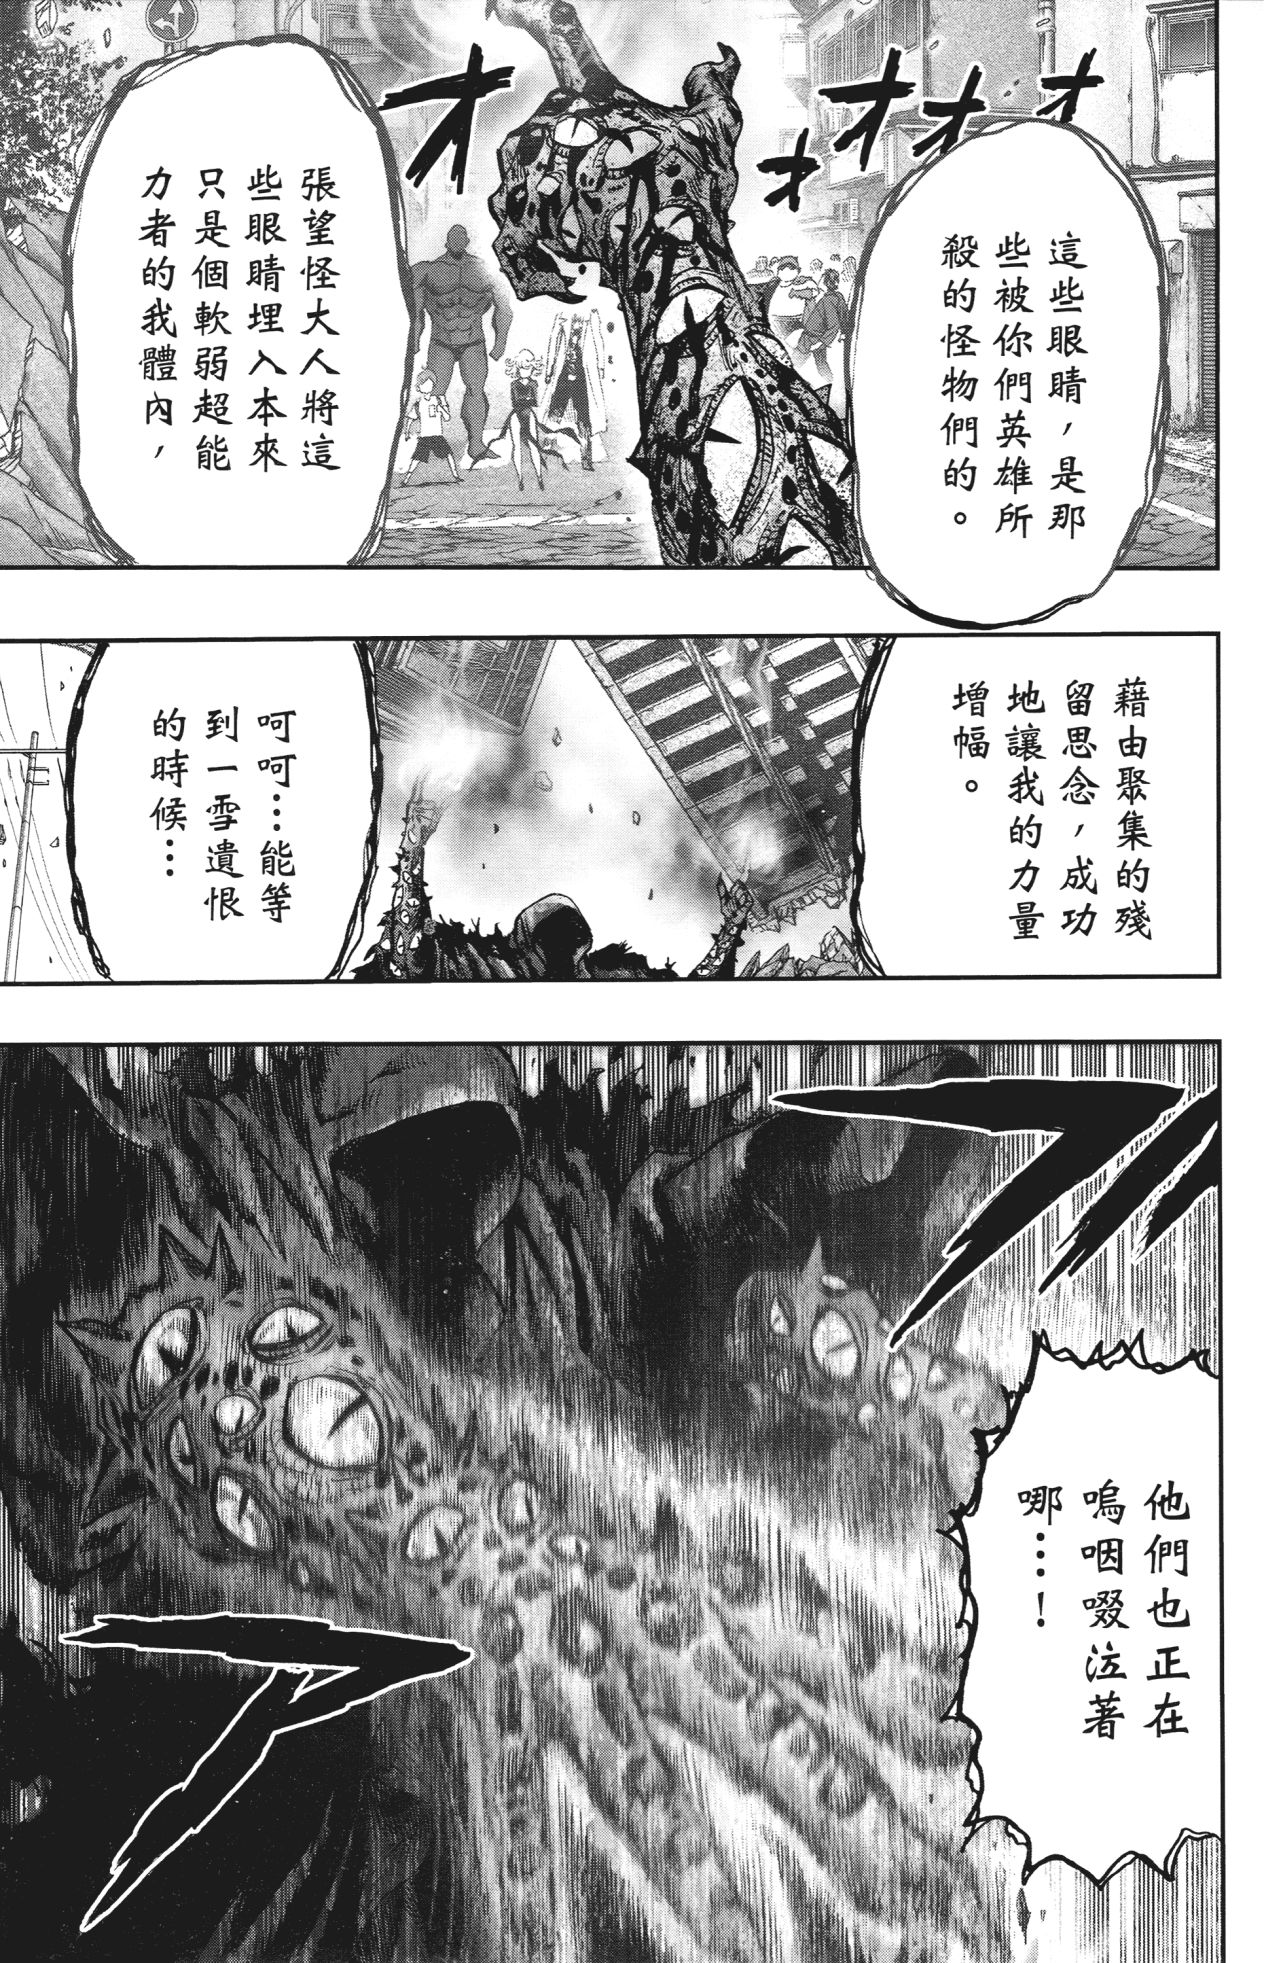 這些眼睛，是那
些被你們英雄所
殺的怪物們的。
オオオオオ
張望怪大人將這
些眼睛埋入本來
只是個軟弱超能
力者的我體內，
藉由聚集的殘
留思念，成功
地讓我的力量
增幅。
呵呵…能等
到一雪遺恨
的時候…
他們也正在
嗚咽啜泣著
哪…！